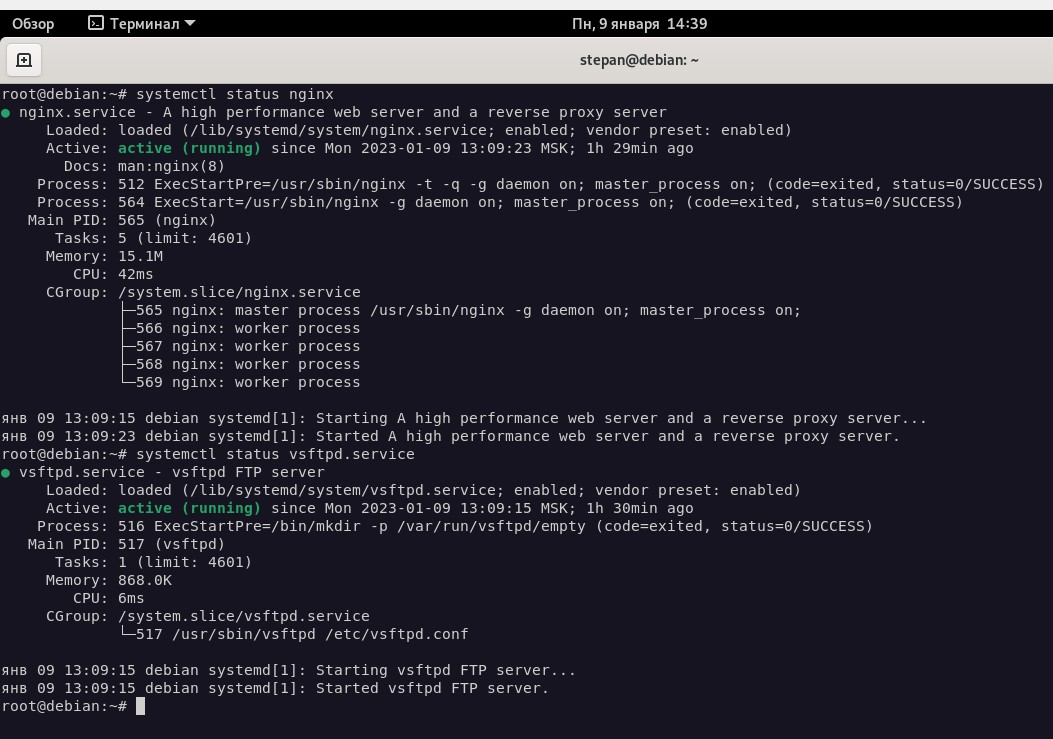 Обзор Терминал Пн, 9 января 14:39
stepan@debian: ~
root@debian:~# systemctl status nginx
● nginx.service - A high performance web server and a reverse proxy server
     Loaded: loaded (/lib/systemd/system/nginx.service; enabled; vendor preset: enabled)
     Active: active (running) since Mon 2023-01-09 13:09:23 MSK; 1h 29min ago
       Docs: man:nginx(8)
    Process: 512 ExecStartPre=/usr/sbin/nginx -t -q -g daemon on; master_process on; (code=exited, status=0/SUCCESS)
    Process: 564 ExecStart=/usr/sbin/nginx -g daemon on; master_process on; (code=exited, status=0/SUCCESS)
   Main PID: 565 (nginx)
      Tasks: 5 (limit: 4601)
     Memory: 15.1M
        CPU: 42ms
     CGroup: /system.slice/nginx.service
             ├─565 nginx: master process /usr/sbin/nginx -g daemon on; master_process on;
             ├─566 nginx: worker process
             ├─567 nginx: worker process
             ├─568 nginx: worker process
             └─569 nginx: worker process
янв 09 13:09:15 debian systemd[1]: Starting A high performance web server and a reverse proxy server...
янв 09 13:09:23 debian systemd[1]: Started A high performance web server and a reverse proxy server.
root@debian:~# systemctl status vsftpd.service
● vsftpd.service - vsftpd FTP server
     Loaded: loaded (/lib/systemd/system/vsftpd.service; enabled; vendor preset: enabled)
     Active: active (running) since Mon 2023-01-09 13:09:15 MSK; 1h 30min ago
    Process: 516 ExecStartPre=/bin/mkdir -p /var/run/vsftpd/empty (code=exited, status=0/SUCCESS)
   Main PID: 517 (vsftpd)
      Tasks: 1 (limit: 4601)
     Memory: 868.0K
        CPU: 6ms
     CGroup: /system.slice/vsftpd.service
             └─517 /usr/sbin/vsftpd /etc/vsftpd.conf
янв 09 13:09:15 debian systemd[1]: Starting vsftpd FTP server...
янв 09 13:09:15 debian systemd[1]: Started vsftpd FTP server.
root@debian:~#